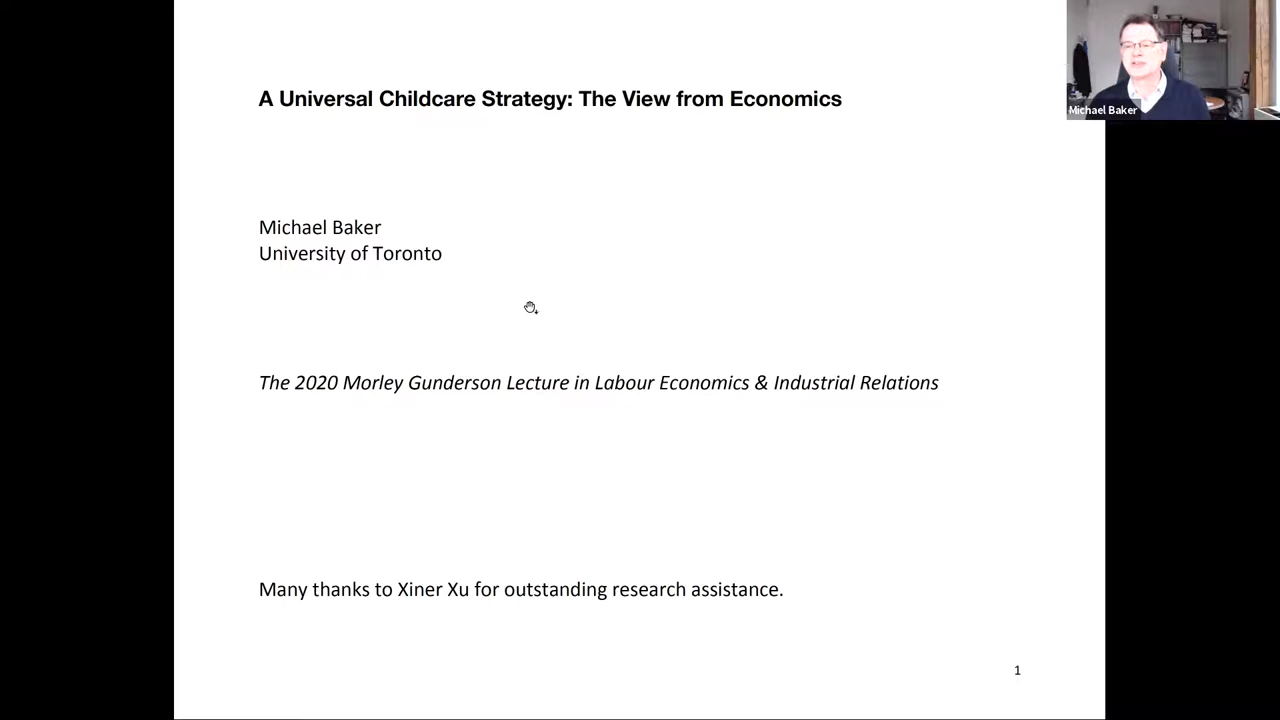 A Universal Childcare Strategy: The View from Economics
Michael Baker
Michael Baker
University of Toronto
The 2020 Morley Gunderson Lecture in Labour Economics & Industrial Relations
Many thanks to Xiner Xu for outstanding research assistance.
1